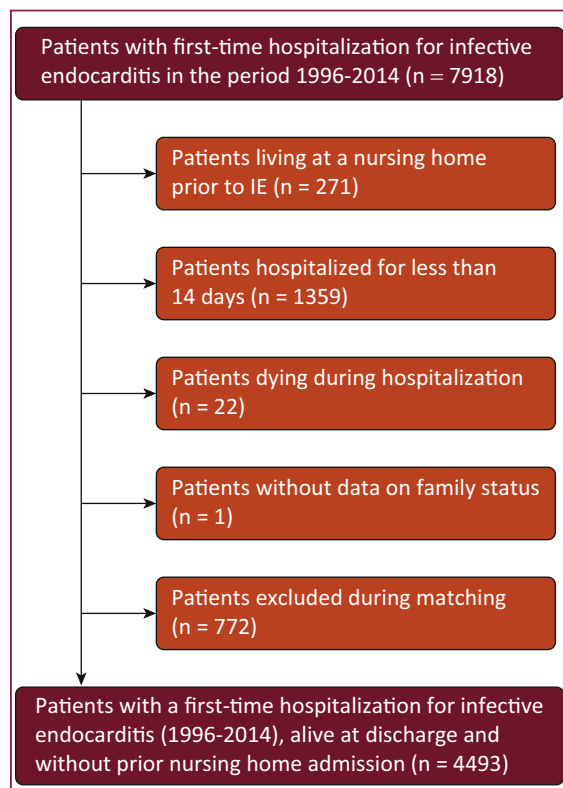 Patients with first-time hospitalization for infective
endocarditis in the period 1996-2014 (n = 7918)
Patients living at a nursing home
prior to IE (n = 271)
Patients hospitalized for less than
14 days (n = 1359)
Patients dying during hospitalization
(n = 22)
Patients without data on family status
(n = 1)
Patients excluded during matching
(n = 772)
Patients with a first-time hospitalization for infective
endocarditis (1996-2014), alive at discharge and
without prior nursing home admission (n = 4493)